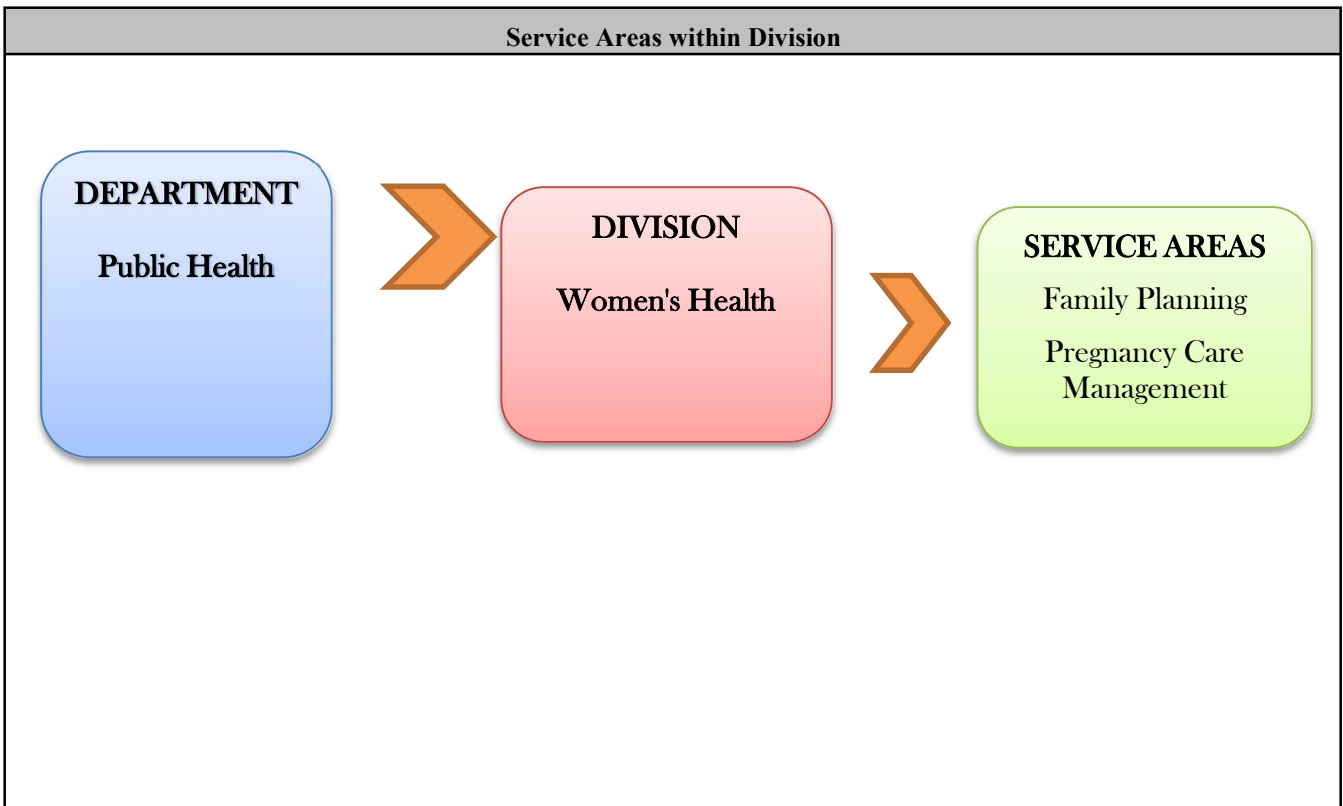 Service Areas within Division
DEPARTMENT
Public Health
DIVISION
Women's Health
SERVICE AREAS
Family Planning
Pregnancy Care
Management